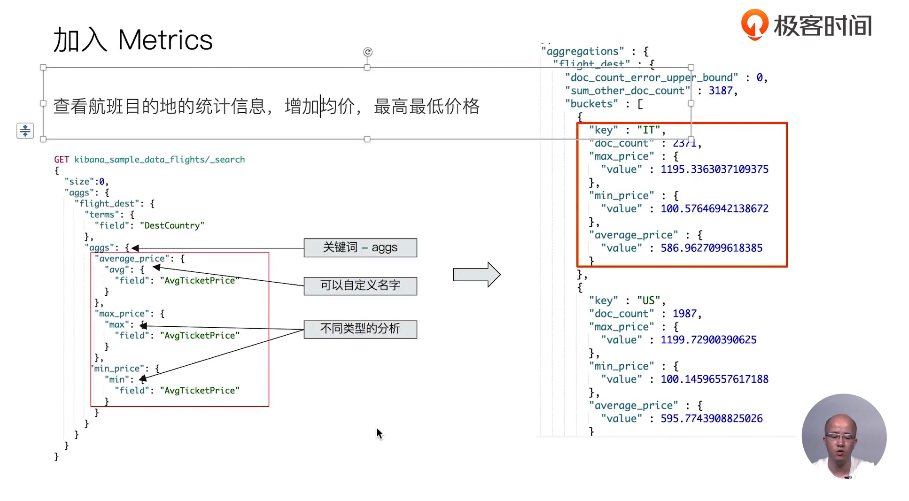 加入 Metrics
极客时间
查看航班目的地的统计信息，增加均价，最高最低价格
GET kibana_sample_data_flights/_search
{
"size":0,
"aggs": {
"flight_dest": {
"terms": {
"field": "DestCountry"
},
"aggs": {
"average_price": {
"avg": {
"field": "AvgTicketPrice"
}
},
"max_price": {
"max": {
"field": "AvgTicketPrice"
}
},
"min_price": {
"min": {
"field": "AvgTicketPrice"
}
}
}
}
}
}
关键词 – aggs
可以自定义名字
不同类型的分析
"aggregations" : {
"flight_dest" : {
"doc_count_error_upper_bound" : 0,
"sum_other_doc_count" : 3187,
"buckets" : [
{
"key" : "IT",
"doc_count" : 2371,
"max_price" : {
"value" : 1195.3363037109375
},
"min_price" : {
"value" : 100.57646942138672
},
"average_price" : {
"value" : 586.9627099618385
}
},
{
"key" : "US",
"doc_count" : 1987,
"max_price" : {
"value" : 1199.72900390625
},
"min_price" : {
"value" : 100.14596557617188
},
"average_price" : {
"value" : 595.7743908825026
}